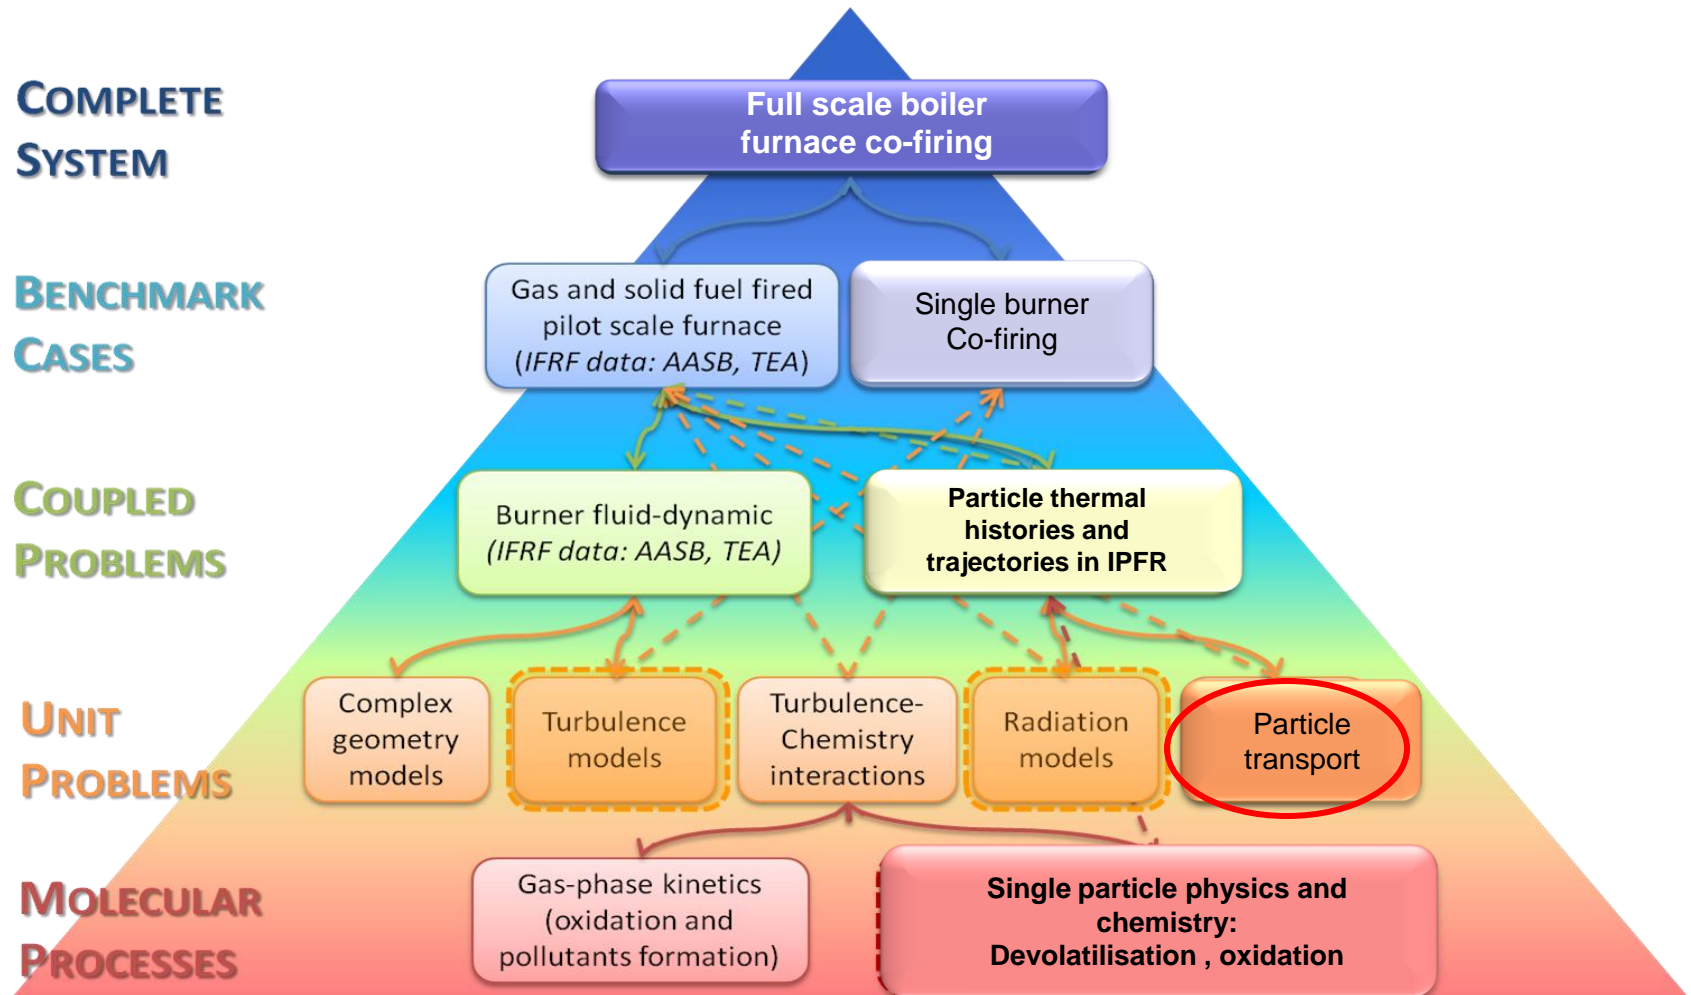 COMPLETE
SYSTEM
Full scale boiler
furnace co-firing
BENCHMARK
CASES
Gas and solid fuel fired
pilot scale furnace
(IFRF data: AASB, TEA)
Single burner
Co-firing
COUPLED
PROBLEMS
Burner fluid-dynamic
(IFRF data: AASB, TEA)
Particle thermal
histories and
trajectories in IPFR
UNIT
PROBLEMS
Complex
geometry
models
Turbulence
models
Turbulence-
Chemistry
interactions
Radiation
models
Particle
transport
MOLECULAR
PROCESSES
Gas-phase kinetics
(oxidation and
pollutants formation)
Single particle physics and
chemistry:
Devolatilisation , oxidation